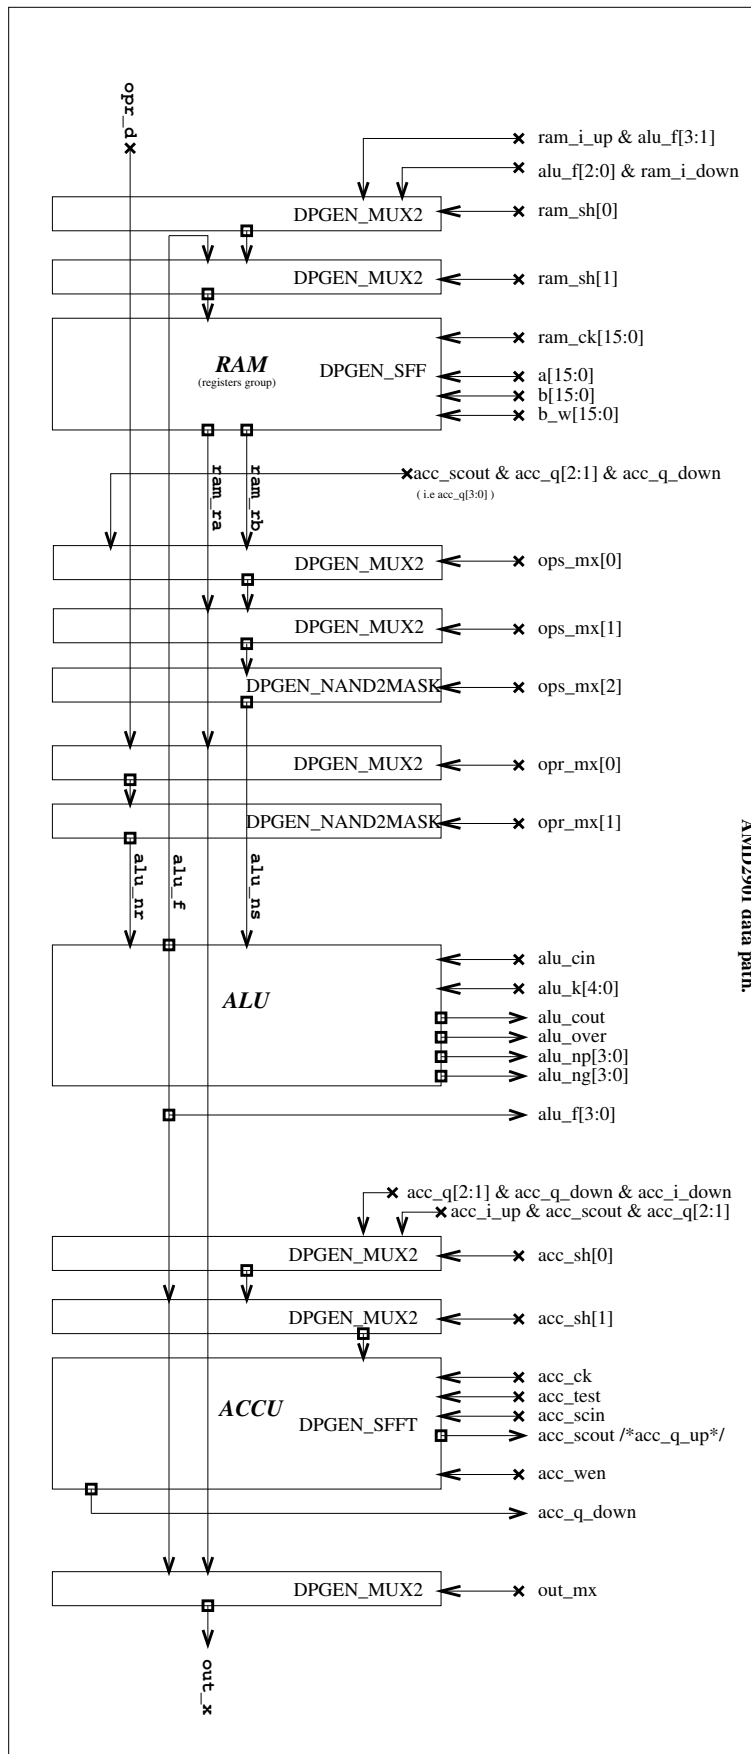 opr_d
ram_i_up & alu_f[3:1]
alu_f[2:0] & ram_i_down
DPGEN_MUX2
ram_sh[0]
DPGEN_MUX2
ram_sh[1]
RAM
(registers group)
DPGEN_SFF
ram_ck[15:0]
a[15:0]
b[15:0]
b_w[15:0]
ram_ra
ram_rb
acc_scout & acc_q[2:1] & acc_q_down
( i.e acc_q[3:0] )
DPGEN_MUX2
ops_mx[0]
DPGEN_MUX2
ops_mx[1]
DPGEN_NAND2MASK
ops_mx[2]
DPGEN_MUX2
opr_mx[0]
DPGEN_NAND2MASK
opr_mx[1]
alu_nr
alu_f
alu_ns
AMD2901 data path.
ALU
alu_cin
alu_k[4:0]
alu_cout
alu_over
alu_np[3:0]
alu_ng[3:0]
alu_f[3:0]
acc_q[2:1] & acc_q_down & acc_i_down
acc_i_up & acc_scout & acc_q[2:1]
DPGEN_MUX2
acc_sh[0]
DPGEN_MUX2
acc_sh[1]
ACCU
DPGEN_SFFT
acc_ck
acc_test
acc_scin
acc_scout /*acc_q_up*/
acc_wen
acc_q_down
DPGEN_MUX2
out_mx
out_x